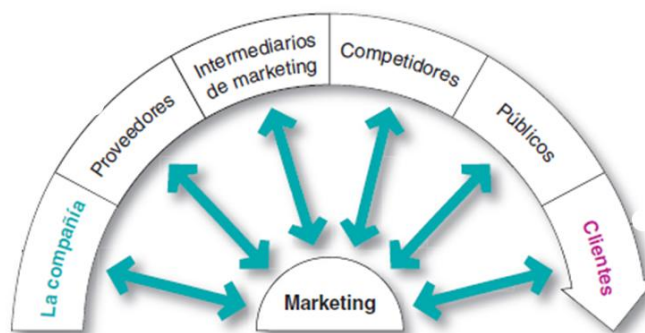 La compañía
Proveedores
Intermediarios
de marketing
Competidores
Públicos
Clientes
Marketing